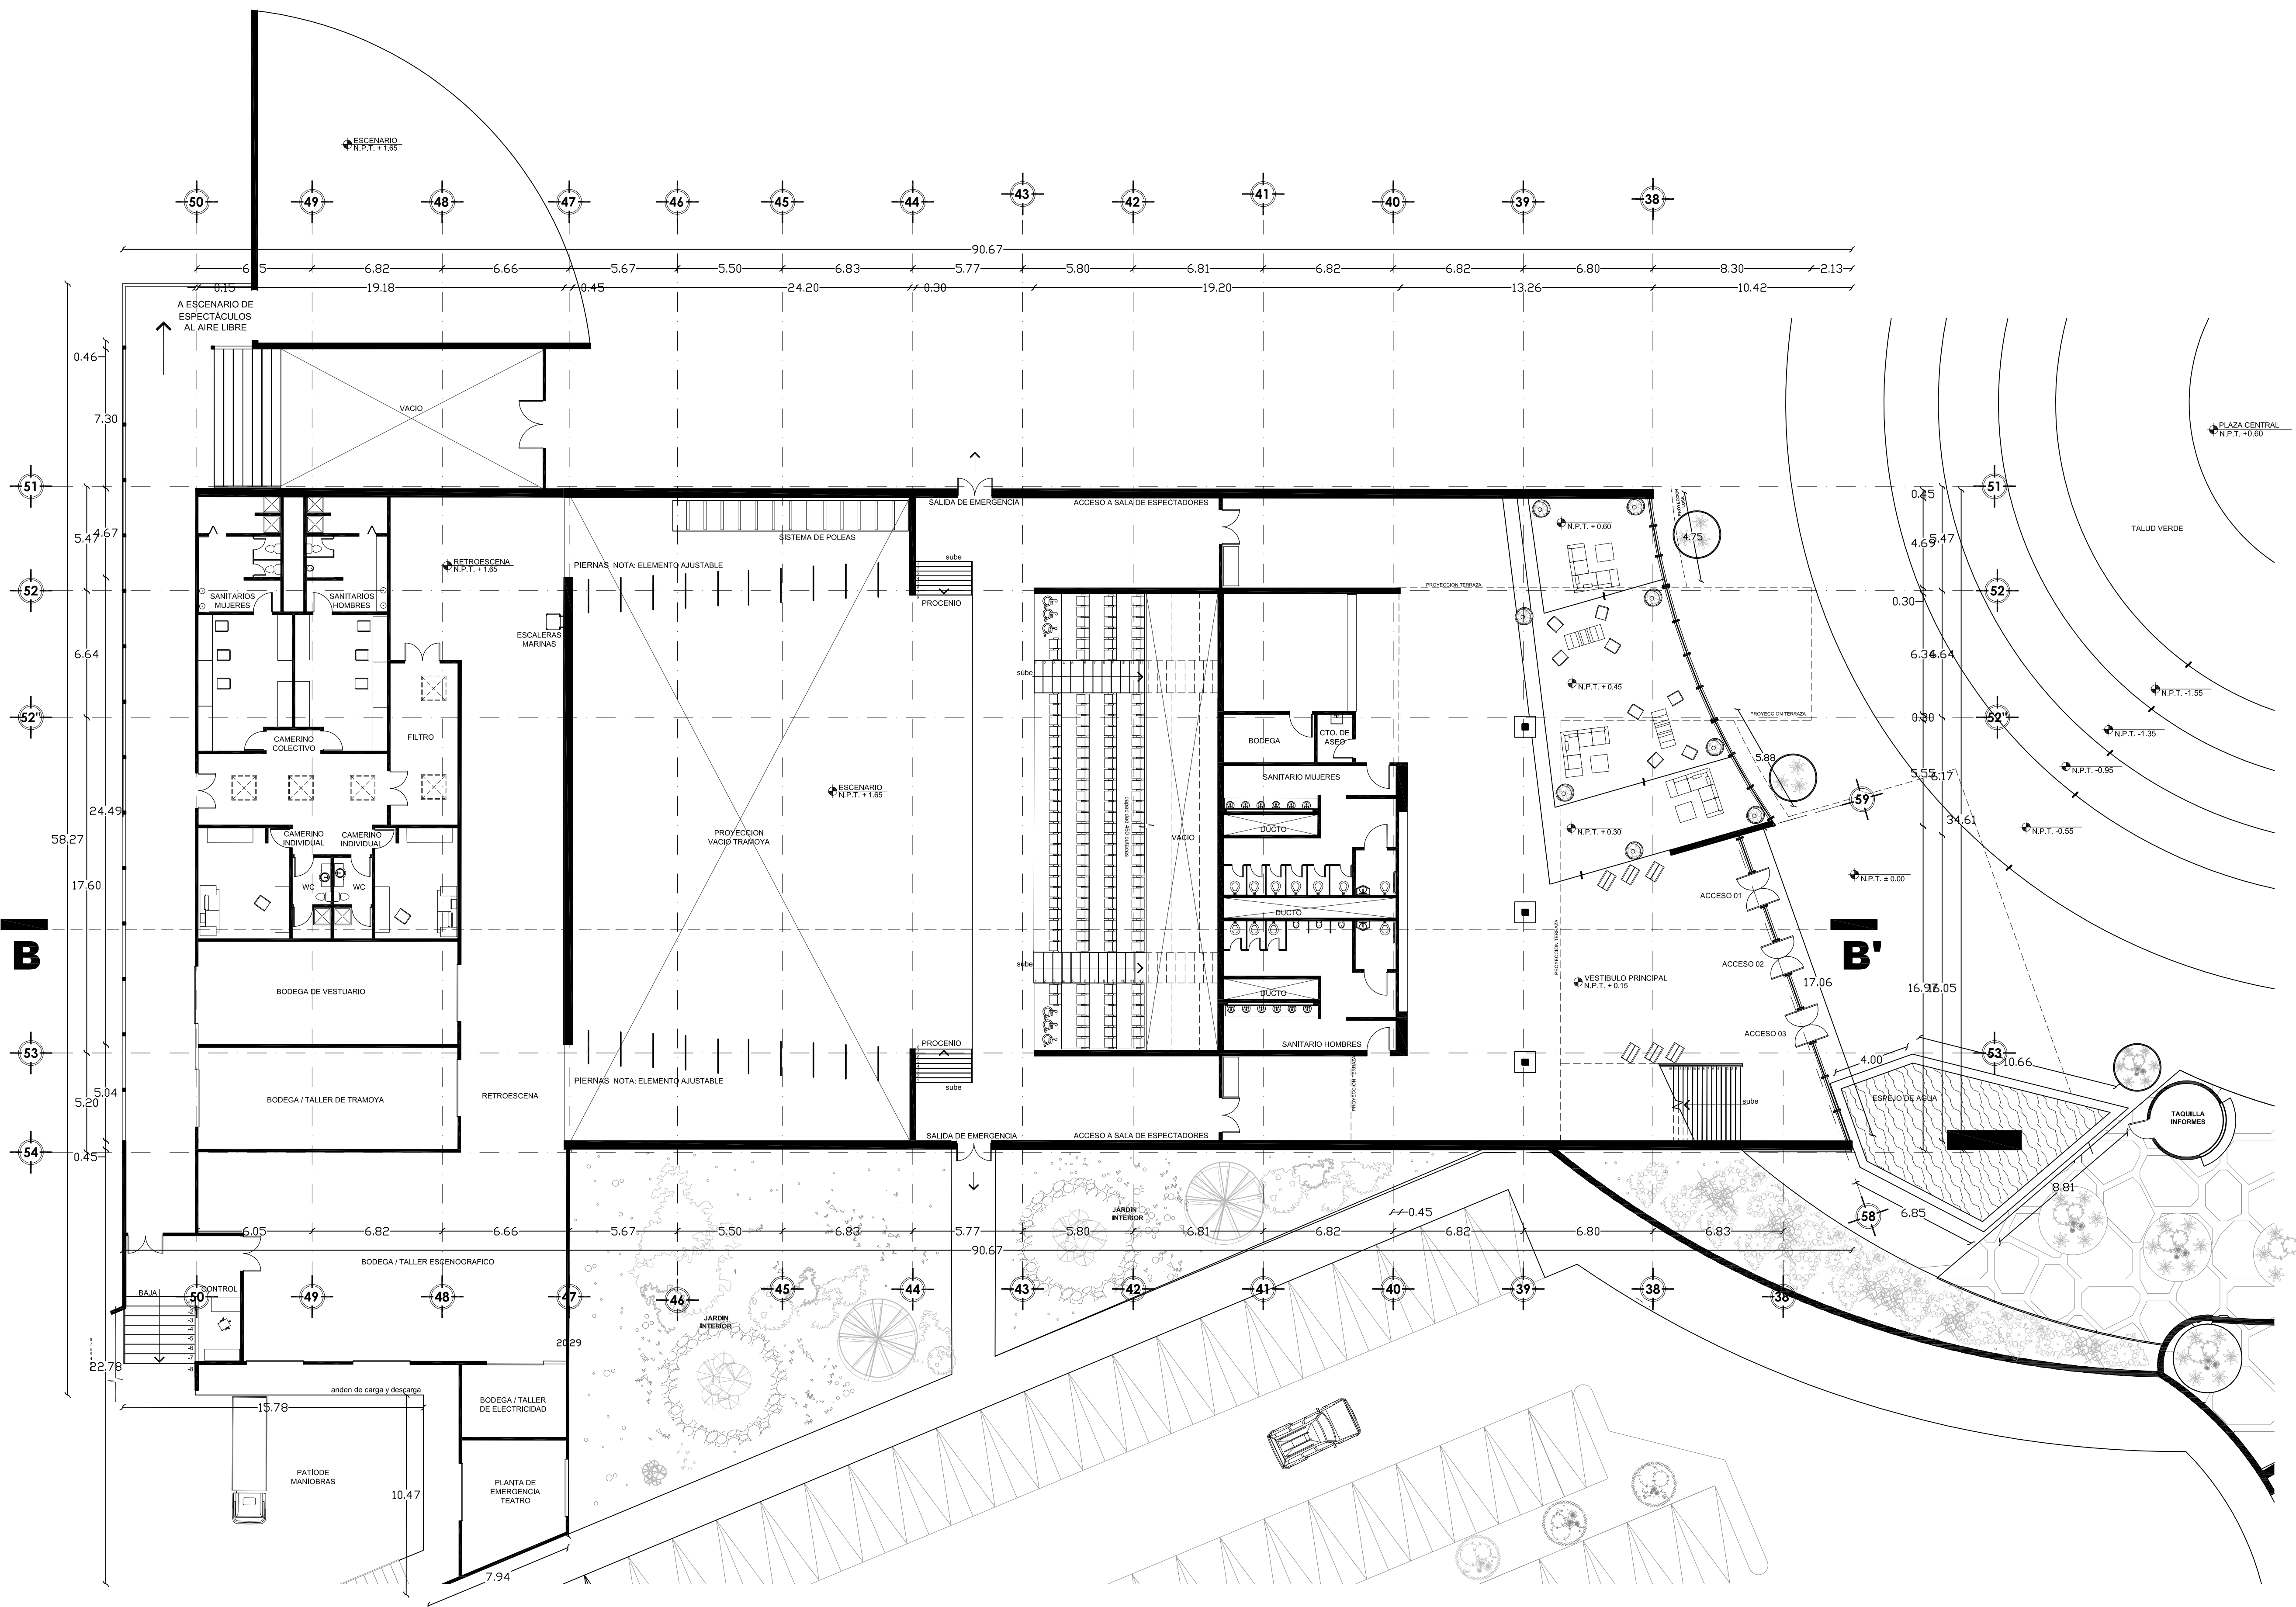 ESCENARIO
N.P.T. + 1.65
50
49
48
47
46
45
44
43
42
41
40
39
38
90.67
6.82
6.66
5.67
5.50
6.83
5.77
5.80
6.81
6.82
6.82
6.80
8.30
2.13
0.15
19.18
0.45
24.20
0.30
19.20
13.26
10.42
A ESCENARIO DE
ESPECTÁCULOS
AL AIRE LIBRE
0.46
7.30
VACIO
PLAZA CENTRAL
N.P.T. +0.60
51
51
SALIDA DE EMERGENCIA
ACCESO A SALA DE ESPECTADORES
TALUD VERDE
SISTEMA DE POLEAS
N.P.T. + 0.60
4.75
RETROESCENA
N.P.T. + 1.65
PIERNAS NOTA: ELEMENTO AJUSTABLE
sube
PROYECCION TERRAZA
52
52
SANITARIOS
MUJERES
SANITARIOS
HOMBRES
PROCENIO
0.30
ESCALERAS
MARINAS
6.64
sube
N.P.T. + 0.45
N.P.T. -1.55
52"
52"
PROYECCION TERRAZA
N.P.T. -1.35
CAMERINO
COLECTIVO
FILTRO
BODEGA
CTO. DE
ASEO
5.88
N.P.T. -0.95
SANITARIO MUJERES
ESCENARIO
N.P.T. + 1.65
59
24.49
58.27
capacidad 450 butacas
34.61
CAMERINO
INDIVIDUAL
CAMERINO
INDIVIDUAL
PROYECCION
VACIO TRAMOYA
VACIO
DUCTO
N.P.T. + 0.30
N.P.T. -0.55
17.60
WC
WC
N.P.T. ± 0.00
ACCESO 01
DUCTO
B
B'
PROYECCION TERRAZA
sube
ACCESO 02
VESTIBULO PRINCIPAL
N.P.T. + 0.15
17.06
BODEGA DE VESTUARIO
DUCTO
ACCESO 03
53
PROCENIO
SANITARIO HOMBRES
53
4.00
10.66
PIERNAS NOTA: ELEMENTO AJUSTABLE
sube
5.04
5.20
BODEGA / TALLER DE TRAMOYA
RETROESCENA
PROYECCION TERRAZA
sube
ESPEJO DE AGUA
TAQUILLA
INFORMES
SALIDA DE EMERGENCIA
ACCESO A SALA DE ESPECTADORES
54
0.45
8.81
6.85
58
JARDIN
INTERIOR
0.45
6.05
6.82
6.66
5.67
5.50
6.83
5.77
5.80
6.81
6.82
6.82
6.80
6.83
90.67
BODEGA / TALLER ESCENOGRAFICO
BAJA
CONTROL
50
49
48
47
46
45
44
43
42
41
40
39
38
38
JARDIN
INTERIOR
20.29
22.78
anden de carga y descarga
15.78
BODEGA / TALLER
DE ELECTRICIDAD
PATIODE
MANIOBRAS
PLANTA DE
EMERGENCIA
TEATRO
10.47
7.94